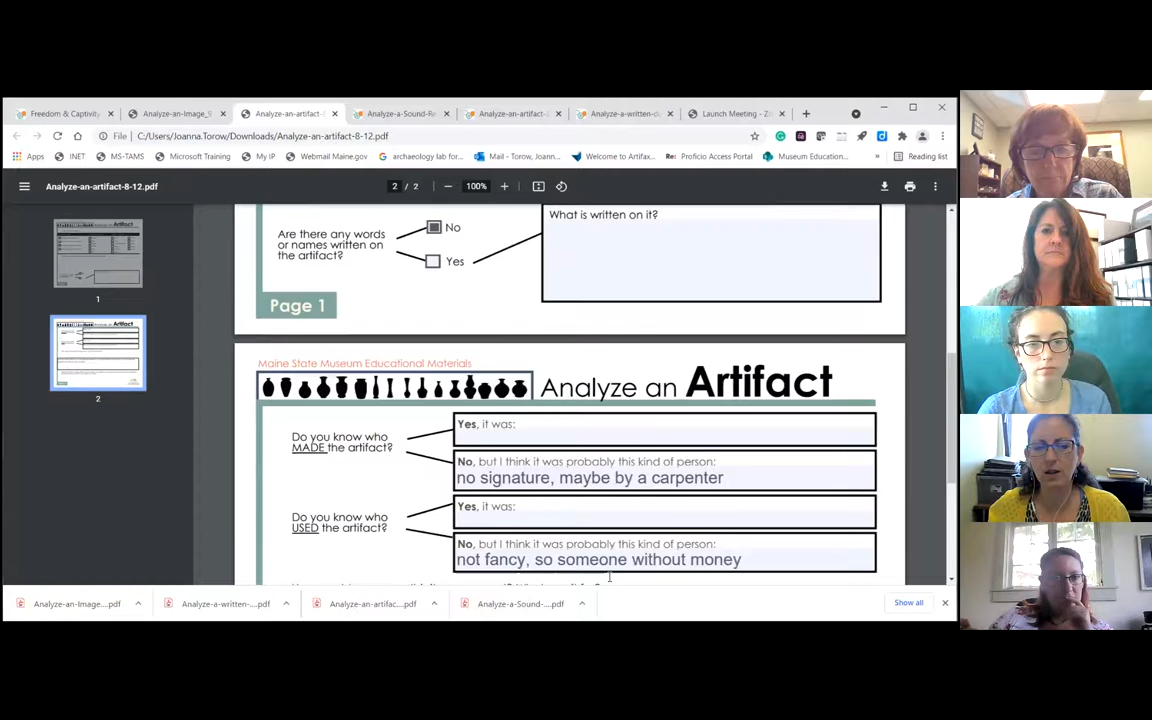 Freedom & Captivity
Analyze-an-Image_
Analyze-an-artifact-
Analyze-a-Sound-Re
Analyze-an-artifact-
Analyze-a-written-d
Launch Meeting - Z
File | C:/Users/Joanna.Torow/Downloads/Analyze-an-artifact-8-12.pdf
Apps
INET
MS-TAMS
Microsoft Training
My IP
Webmail Maine.gov
archaeology lab for...
Mail - Torow, Joann...
Welcome to Artifax...
Proficio Access Portal
Museum Education...
»
Reading list
Analyze-an-artifact-8-12.pdf
2 / 2
100%
What is written on it?
Are there any words
or names written on
the artifact?
No
Yes
Page 1
1
2
Maine State Museum Educational Materials
Analyze an Artifact
Do you know who
MADE the artifact?
Yes, it was:
No, but I think it was probably this kind of person:
no signature, maybe by a carpenter
Do you know who
USED the artifact?
Yes, it was:
No, but I think it was probably this kind of person:
not fancy, so someone without money
Analyze-an-Image....pdf
Analyze-a-written-....pdf
Analyze-an-artifac....pdf
Analyze-a-Sound-....pdf
Show all